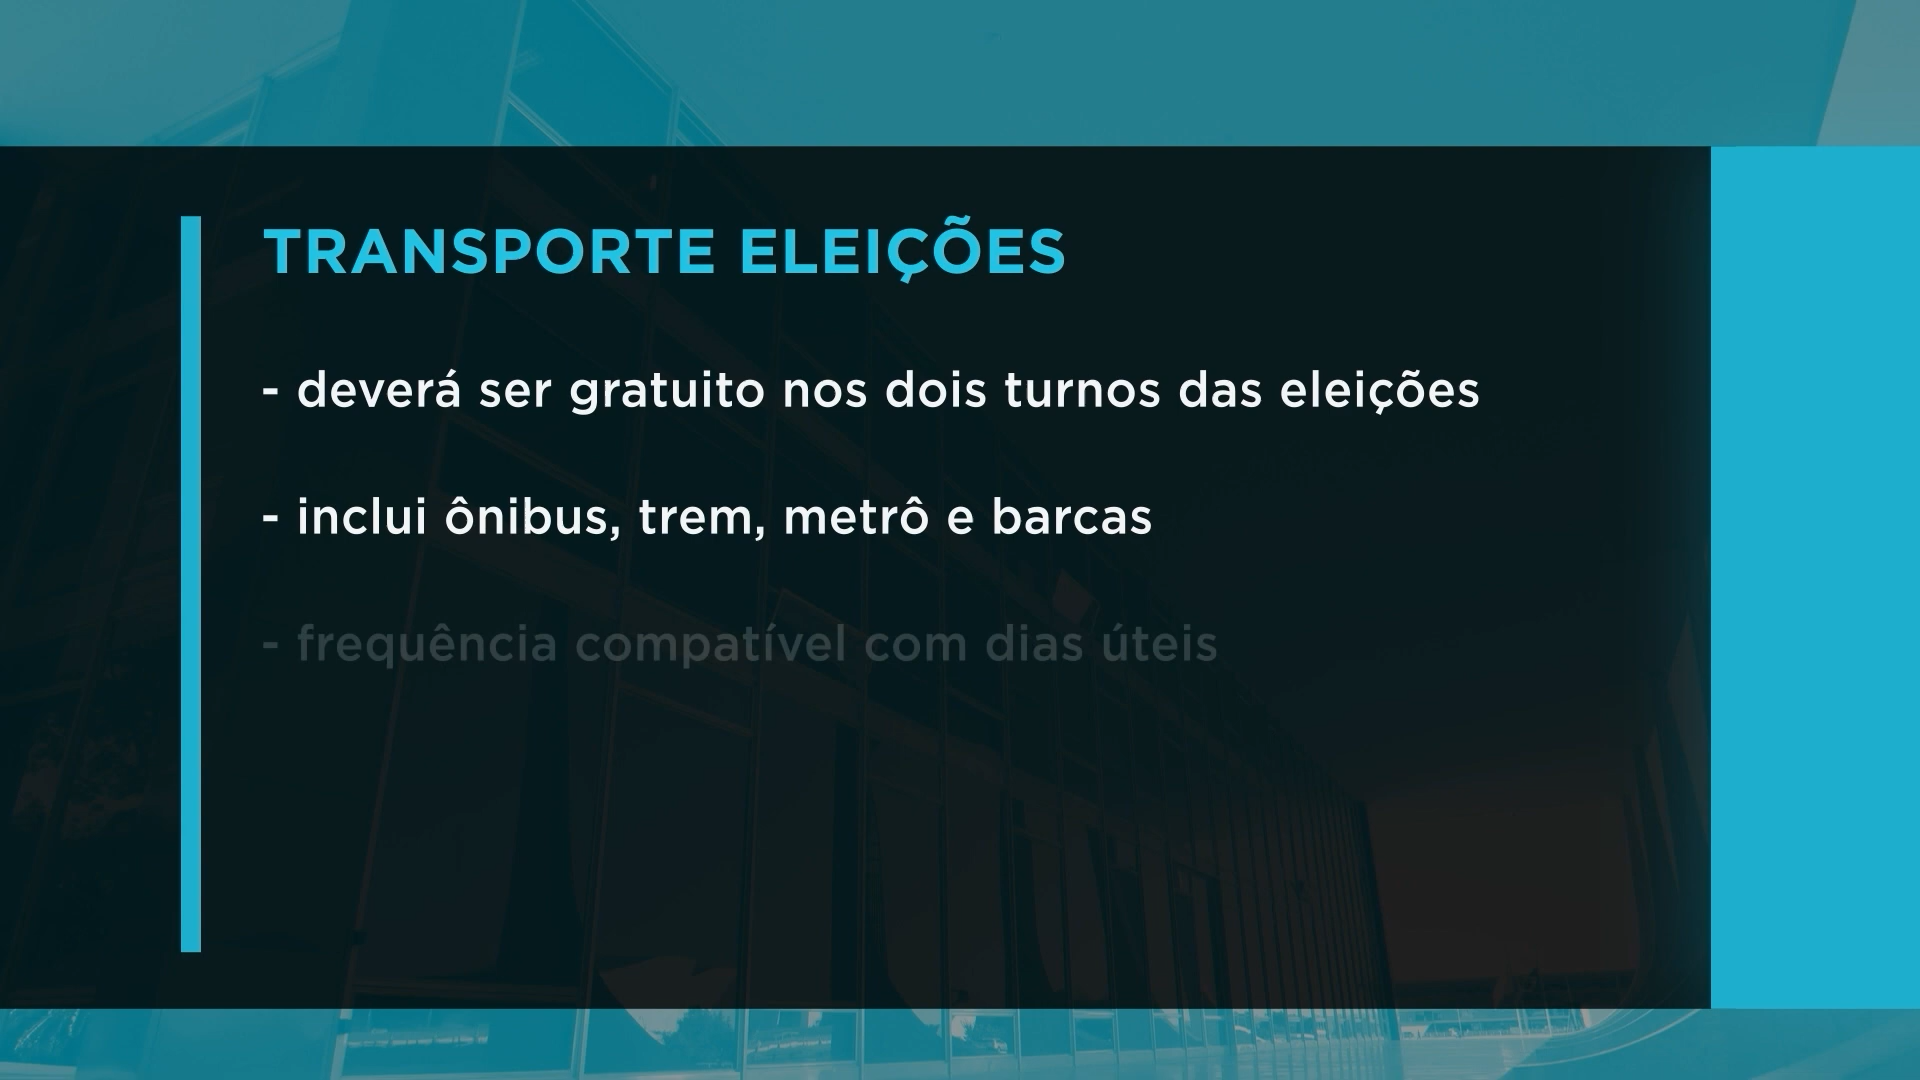 TRANSPORTE ELEIÇÕES
- deverá ser gratuito nos dois turnos das eleições
- inclui ônibus, trem, metrô e barcas
- frequência compatível com dias úteis